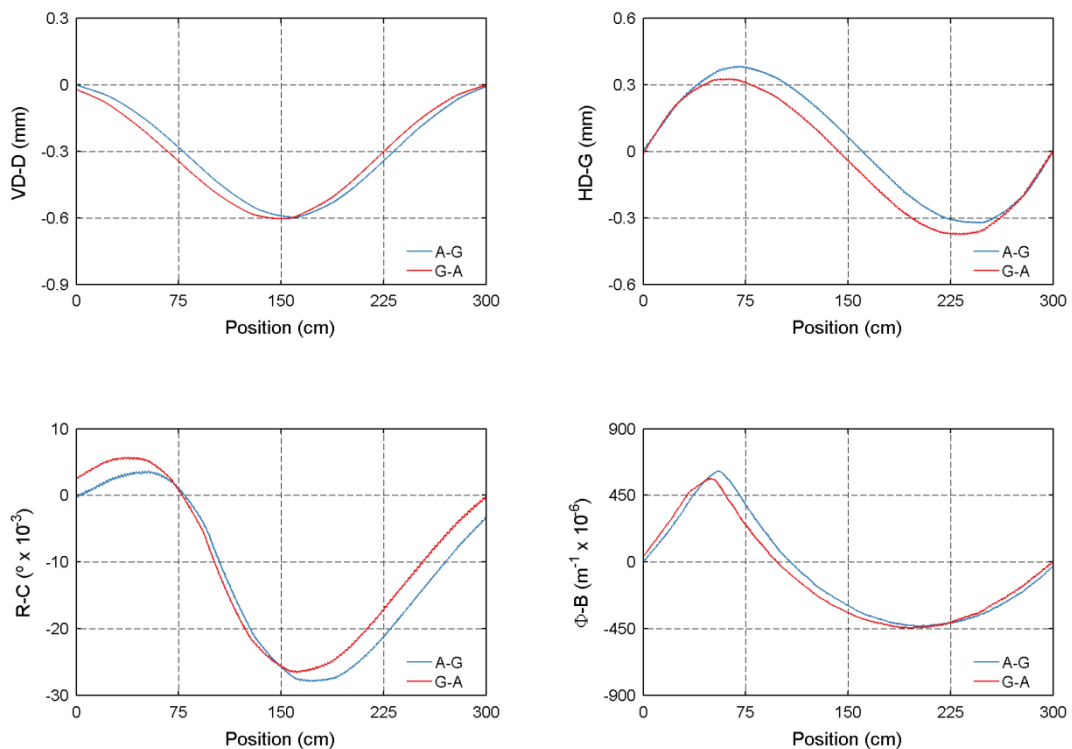 0.3
0
-0.3
-0.6
-0.9
VD-D (mm)
A-G
G-A
0 75 150 225 300
Position (cm)
0.6
0.3
0
-0.3
-0.6
HD-G (mm)
A-G
G-A
0 75 150 225 300
Position (cm)
10
0
-10
-20
-30
R-C (º x 10⁻³)
A-G
G-A
0 75 150 225 300
Position (cm)
900
450
0
-450
-900
Φ-B (m⁻¹ x 10⁻⁶)
A-G
G-A
0 75 150 225 300
Position (cm)